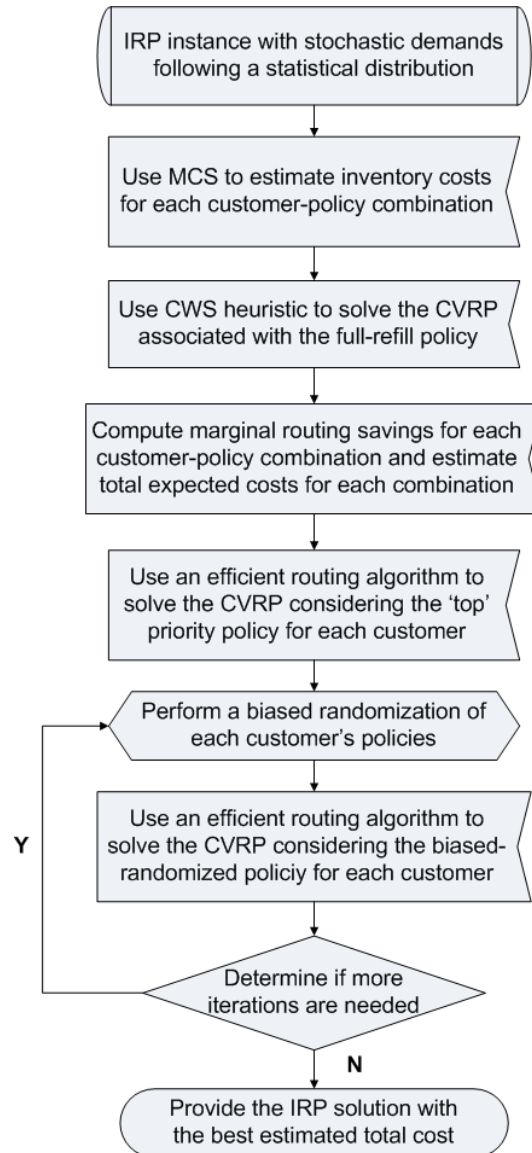 IRP instance with stochastic demands
following a statistical distribution
Use MCS to estimate inventory costs
for each customer-policy combination
Use CWS heuristic to solve the CVRP
associated with the full-refill policy
Compute marginal routing savings for each
customer-policy combination and estimate
total expected costs for each combination
Use an efficient routing algorithm to
solve the CVRP considering the ‘top’
priority policy for each customer
Perform a biased randomization of
each customer’s policies
Use an efficient routing algorithm to
solve the CVRP considering the biased-
randomized policiy for each customer
Y
Determine if more
iterations are needed
N
Provide the IRP solution with
the best estimated total cost